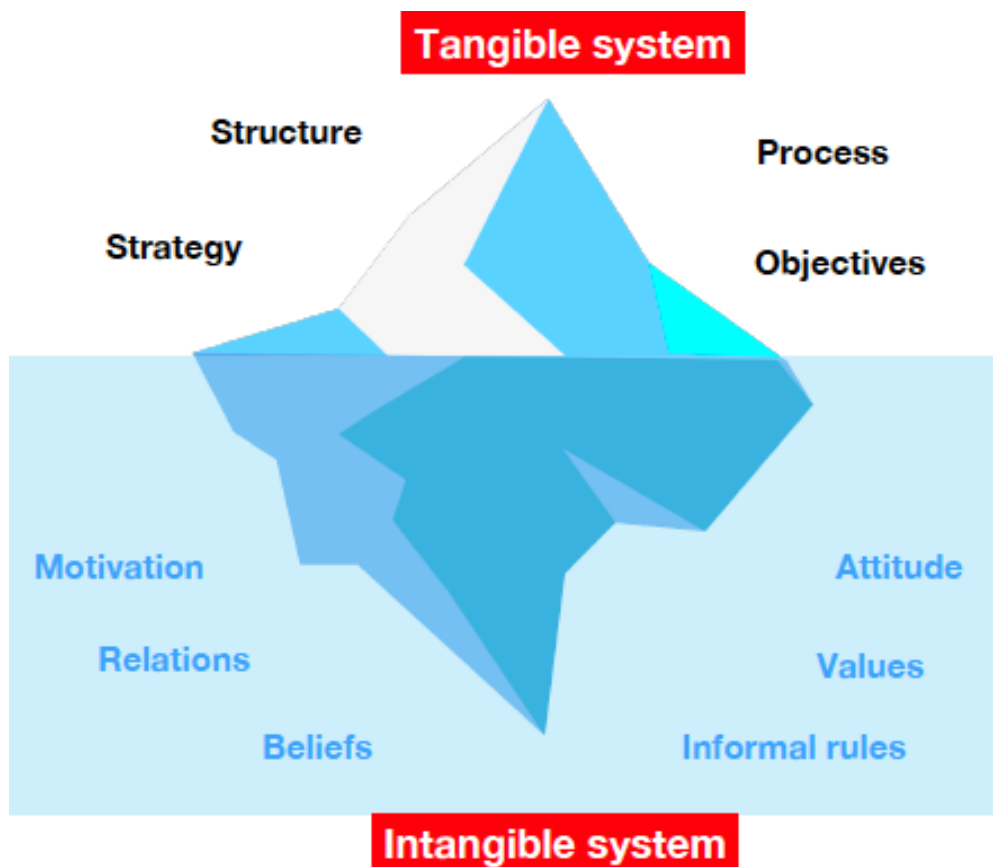 Tangible system
Structure
Process
Strategy
Objectives
Motivation
Attitude
Relations
Values
Beliefs
Informal rules
Intangible system